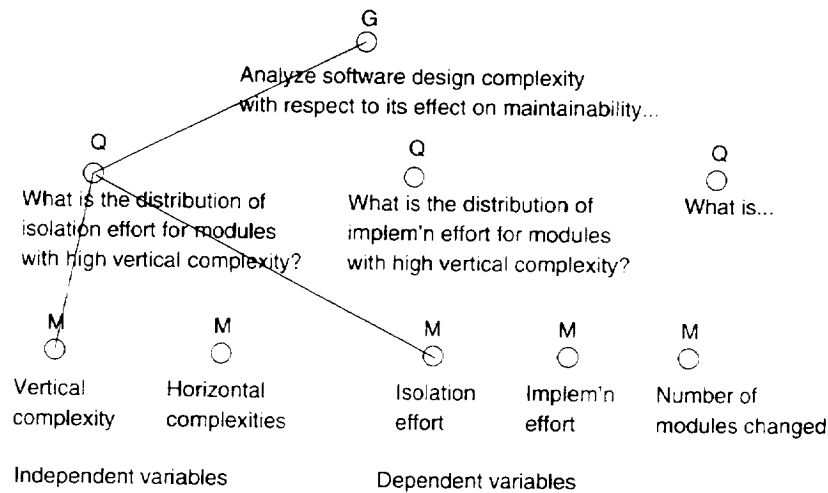 G
Analyze software design complexity
with respect to its effect on maintainability...
Q
What is the distribution of
isolation effort for modules
with high vertical complexity?
Q
What is the distribution of
implem'n effort for modules
with high vertical complexity?
Q
What is...
M
Vertical
complexity
M
Horizontal
complexities
M
Isolation
effort
M
Implem'n
effort
M
Number of
modules changed
Independent variables
Dependent variables